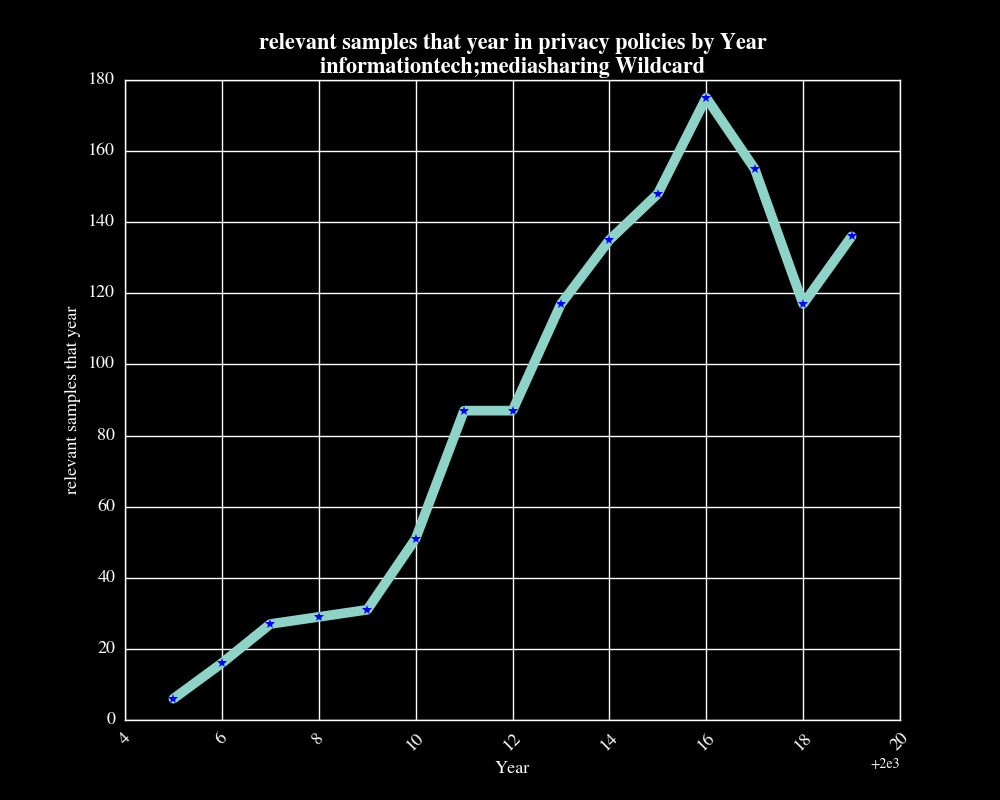 relevant samples that year in privacy policies by Year
informationtech;mediasharing Wildcard
180
160
140
120
100
80
60
40
20
0
relevant samples that year
4 6 8 10 12 14 16 18 20
Year
+2e3